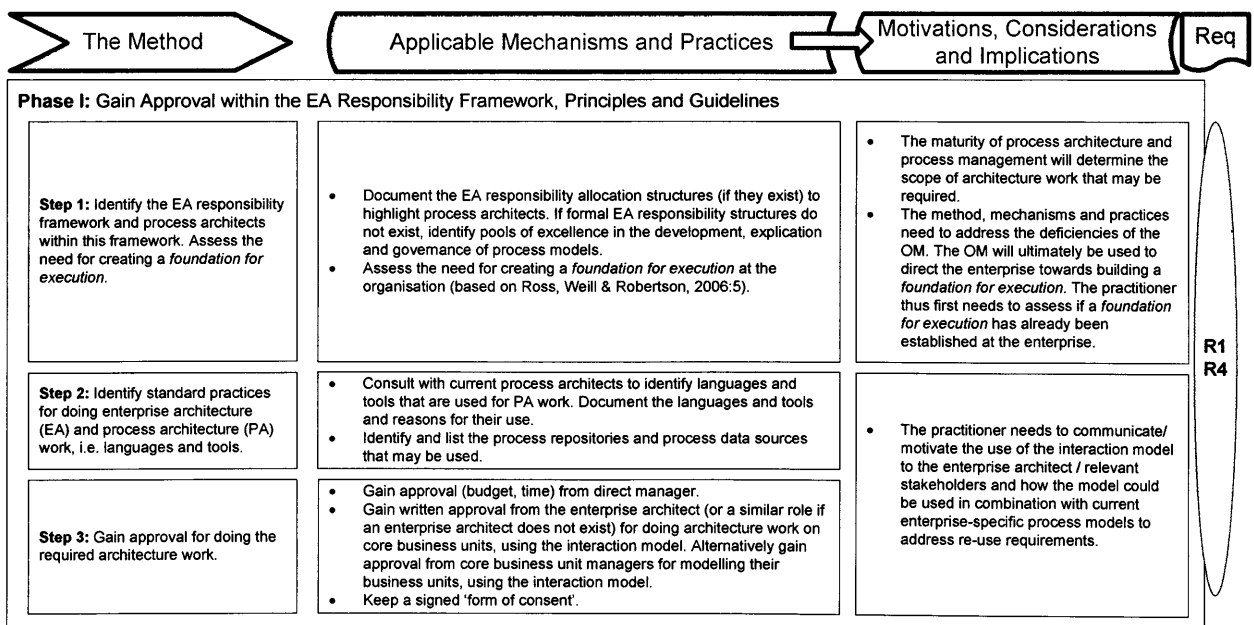 The Method
Applicable Mechanisms and Practices
Motivations, Considerations
and Implications
Req
Phase I: Gain Approval within the EA Responsibility Framework, Principles and Guidelines
Step 1: Identify the EA responsibility
framework and process architects
within this framework. Assess the
need for creating a foundation for
execution.
• Document the EA responsibility allocation structures (if they exist) to
highlight process architects. If formal EA responsibility structures do
not exist, identify pools of excellence in the development, explication
and governance of process models.
• Assess the need for creating a foundation for execution at the
organisation (based on Ross, Weill & Robertson, 2006:5).
• The maturity of process architecture and
process management will determine the
scope of architecture work that may be
required.
• The method, mechanisms and practices
need to address the deficiencies of the
OM. The OM will ultimately be used to
direct the enterprise towards building a
foundation for execution. The practitioner
thus first needs to assess if a foundation
for execution has already been
established at the enterprise.
Step 2: Identify standard practices
for doing enterprise architecture
(EA) and process architecture (PA)
work, i.e. languages and tools.
• Consult with current process architects to identify languages and
tools that are used for PA work. Document the languages and tools
and reasons for their use.
• Identify and list the process repositories and process data sources
that may be used.
• The practitioner needs to communicate/
motivate the use of the interaction model
to the enterprise architect / relevant
stakeholders and how the model could
be used in combination with current
enterprise-specific process models to
address re-use requirements.
Step 3: Gain approval for doing the
required architecture work.
• Gain approval (budget, time) from direct manager.
• Gain written approval from the enterprise architect (or a similar role if
an enterprise architect does not exist) for doing architecture work on
core business units, using the interaction model. Alternatively gain
approval from core business unit managers for modelling their
business units, using the interaction model.
• Keep a signed ‘form of consent’.
R1
R4